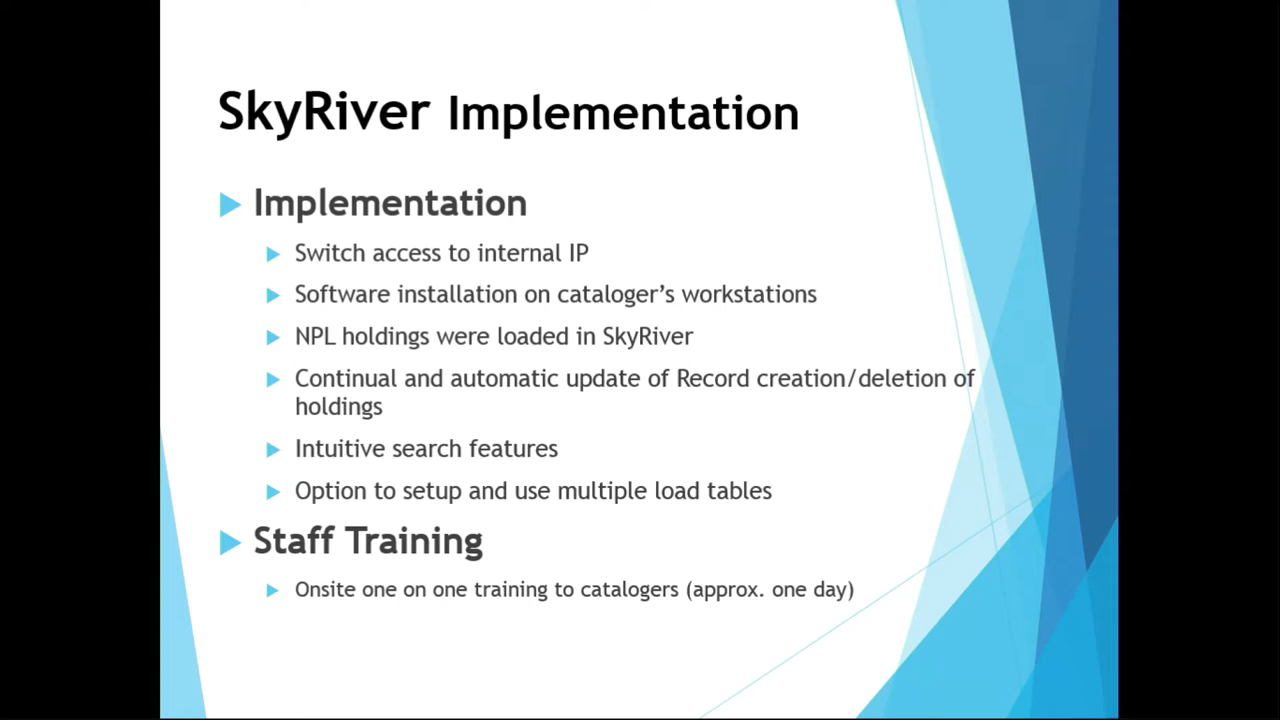 SkyRiver Implementation
Implementation
Switch access to internal IP
Software installation on cataloger’s workstations
NPL holdings were loaded in SkyRiver
Continual and automatic update of Record creation/deletion of
holdings
Intuitive search features
Option to setup and use multiple load tables
Staff Training
Onsite one on one training to catalogers (approx. one day)